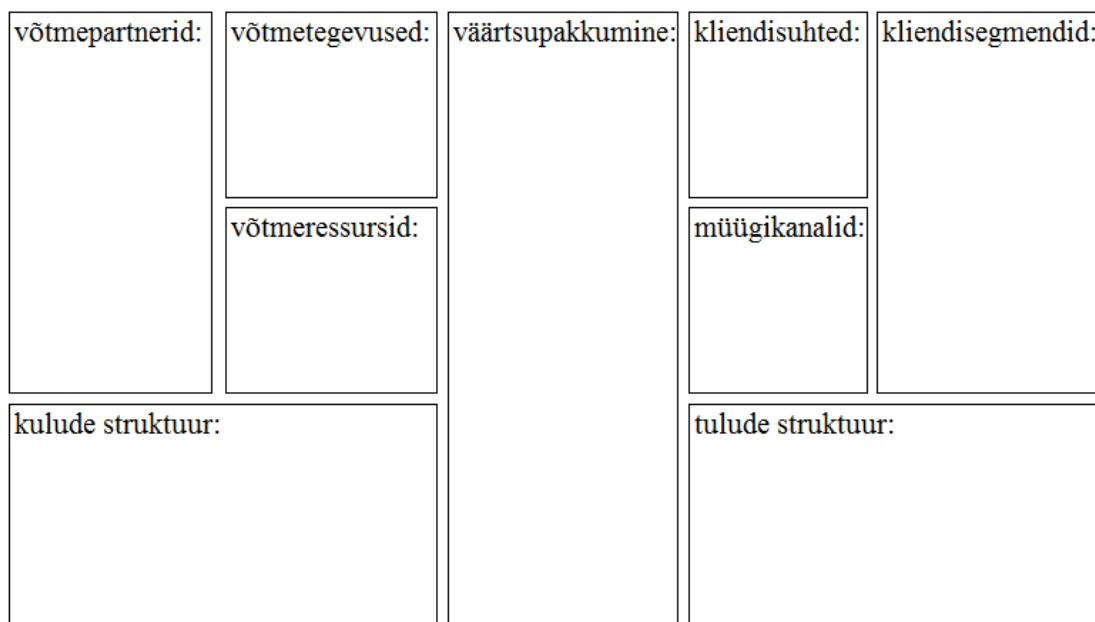 võtmepartnerid:
võtmetegevused:
väärtsupakkumine:
kliendisuhted:
kliendisegmendid:
võtmeressursid:
müügikanalid:
kulude struktuur:
tulude struktuur: